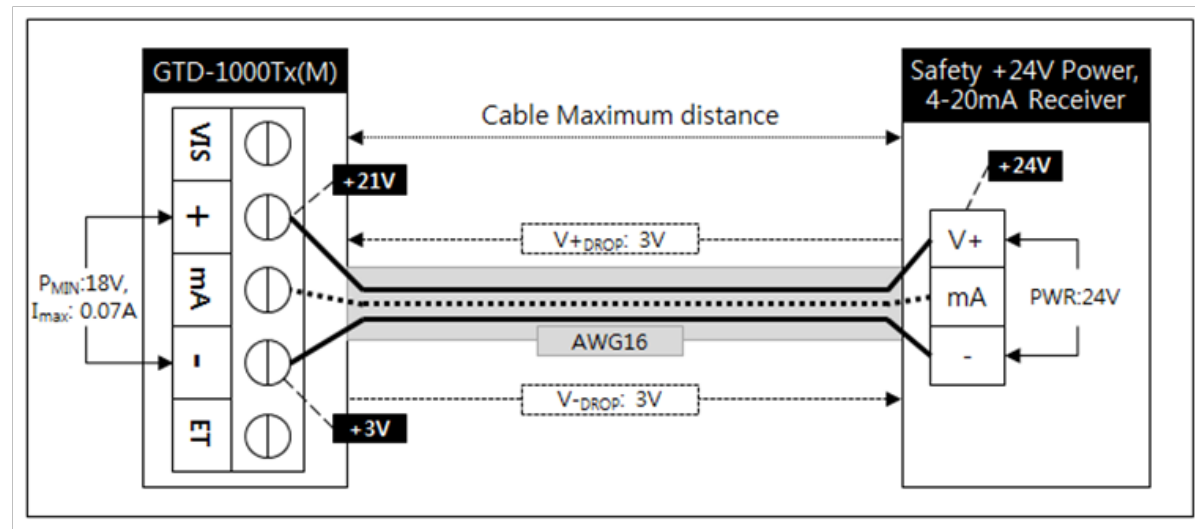 GTD-1000Tx(M)
Safety +24V Power,
4-20mA Receiver
Cable Maximum distance
VIS
+
mA
-
ET
+21V
+3V
+24V
V+DROP: 3V
PMIN:18V,
Imax: 0.07A
V+
mA
-
PWR:24V
AWG16
V-DROP: 3V